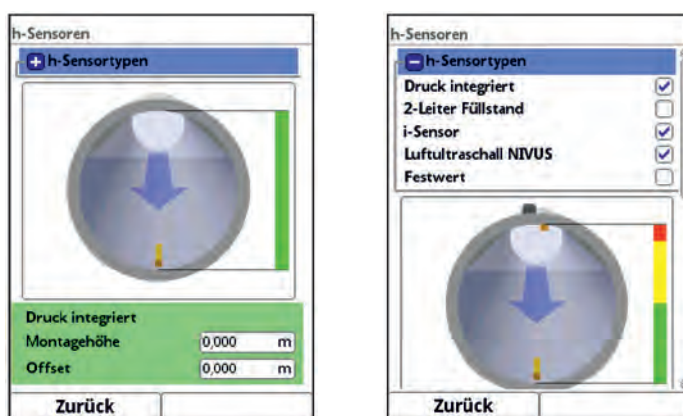 h-Sensoren
h-Sensortypen
Druck integriert
Montagehöhe 0,000 m
Offset 0,000 m
Zurück
h-Sensoren
h-Sensortypen
Druck integriert
2-Leiter Füllstand
i-Sensor
Luftultraschall NIVUS
Festwert
Zurück